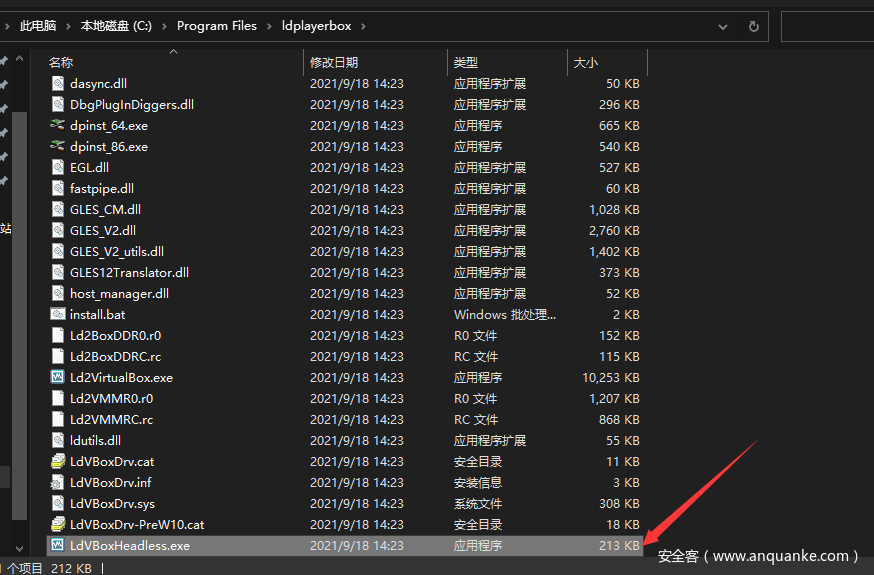 此电脑 > 本地磁盘 (C:) > Program Files > ldplayerbox >
名称 修改日期 类型 大小
dasync.dll 2021/9/18 14:23 应用程序扩展 50 KB
DbgPlugInDiggers.dll 2021/9/18 14:23 应用程序扩展 296 KB
dpinst_64.exe 2021/9/18 14:23 应用程序 665 KB
dpinst_86.exe 2021/9/18 14:23 应用程序 540 KB
EGL.dll 2021/9/18 14:23 应用程序扩展 527 KB
fastpipe.dll 2021/9/18 14:23 应用程序扩展 60 KB
GLES_CM.dll 2021/9/18 14:23 应用程序扩展 1,028 KB
GLES_V2.dll 2021/9/18 14:23 应用程序扩展 2,760 KB
站
GLES_V2_utils.dll 2021/9/18 14:23 应用程序扩展 1,402 KB
GLES12Translator.dll 2021/9/18 14:23 应用程序扩展 373 KB
host_manager.dll 2021/9/18 14:23 应用程序扩展 52 KB
install.bat 2021/9/18 14:23 Windows 批处理... 2 KB
Ld2BoxDDR0.r0 2021/9/18 14:23 R0 文件 152 KB
Ld2BoxDDRC.rc 2021/9/18 14:23 RC 文件 115 KB
Ld2VirtualBox.exe 2021/9/18 14:23 应用程序 10,253 KB
Ld2VMMR0.r0 2021/9/18 14:23 R0 文件 1,207 KB
Ld2VMMRC.rc 2021/9/18 14:23 RC 文件 868 KB
ldutils.dll 2021/9/18 14:23 应用程序扩展 55 KB
LdVBoxDrv.cat 2021/9/18 14:23 安全目录 11 KB
LdVBoxDrv.inf 2021/9/18 14:23 安装信息 3 KB
LdVBoxDrv.sys 2021/9/18 14:23 系统文件 308 KB
LdVBoxDrv-PreW10.cat 2021/9/18 14:23 安全目录 18 KB
LdVBoxHeadless.exe 2021/9/18 14:23 应用程序 213 KB
安全客 ( www.anquanke.com )
个项目 212 KB